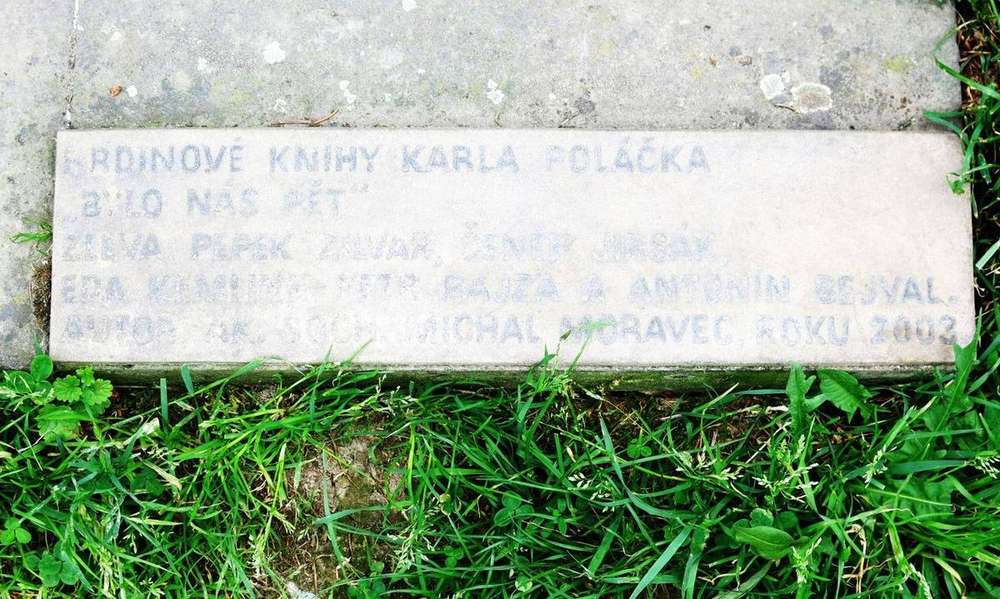 HRDINOVÉ KNIHY KARLA POLÁČKA
„BYLO NÁS PĚT“
ZLEVA PEPEK ZILVAR, ČENĚK JIRSÁK
EDA KEMLINK PETR BAJZA A ANTONÍN BEJVAL.
AUTOR AK. SOCH. MICHAL MORAVEC ROKU 2003